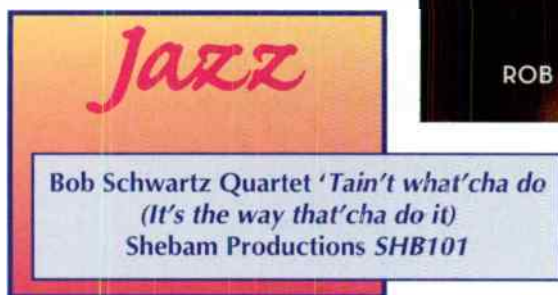 Jazz
ROB
Bob Schwartz Quartet ‘Tain’t what’cha do
(It’s the way that’cha do it)
Shebam Productions SHB101